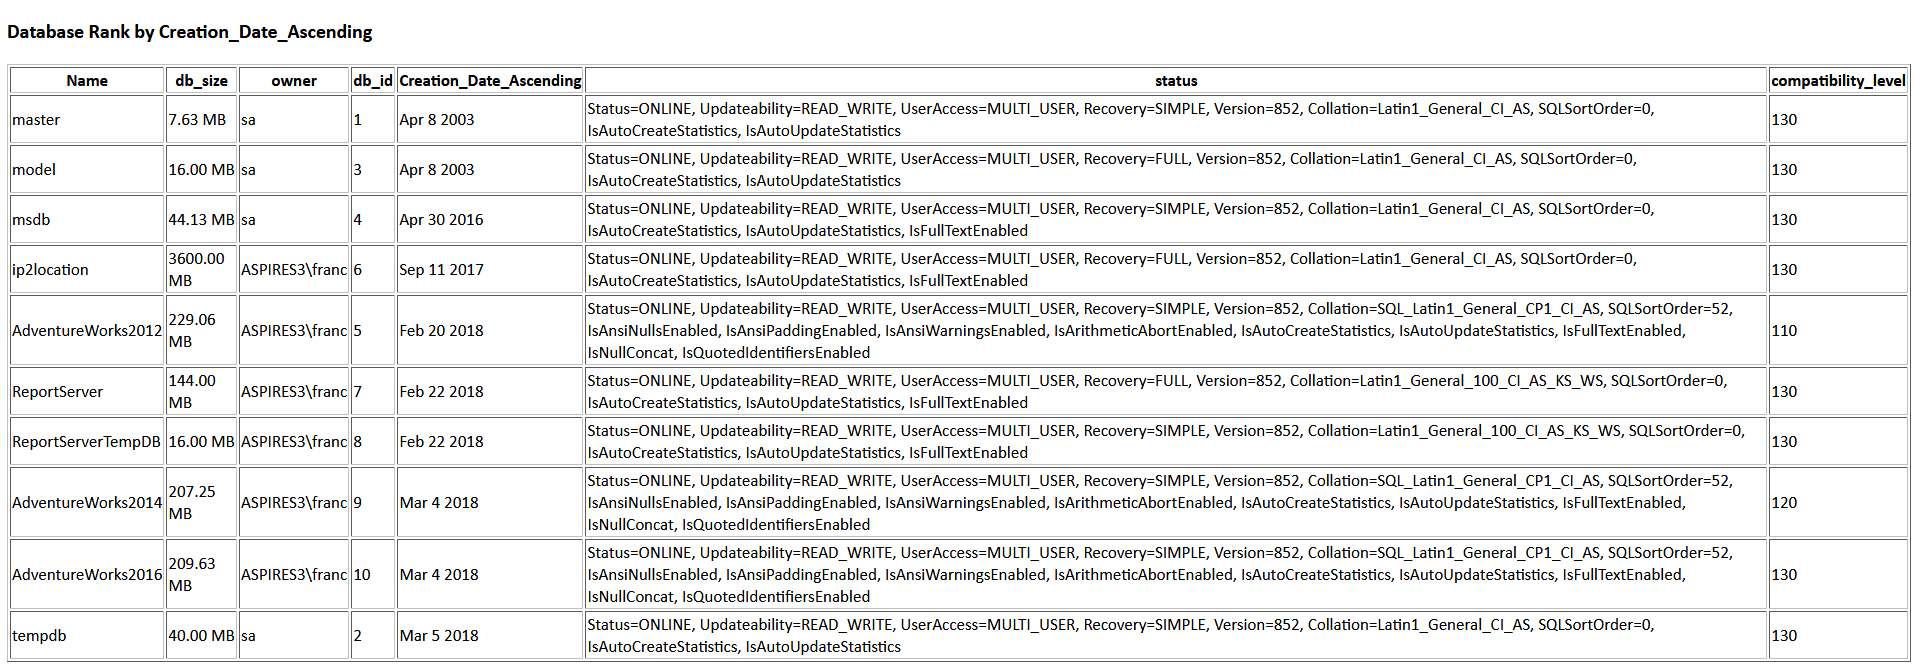 Database Rank by Creation_Date_Ascending
Name db_size owner db_id Creation_Date_Ascending status compatibility_level
master 7.63 MB sa 1 Apr 8 2003 Status=ONLINE, Updateability=READ_WRITE, UserAccess=MULTI_USER, Recovery=SIMPLE, Version=852, Collation=Latin1_General_CI_AS, SQLSortOrder=0,
IsAutoCreateStatistics, IsAutoUpdateStatistics 130
model 16.00 MB sa 3 Apr 8 2003 Status=ONLINE, Updateability=READ_WRITE, UserAccess=MULTI_USER, Recovery=FULL, Version=852, Collation=Latin1_General_CI_AS, SQLSortOrder=0,
IsAutoCreateStatistics, IsAutoUpdateStatistics 130
msdb 44.13 MB sa 4 Apr 30 2016 Status=ONLINE, Updateability=READ_WRITE, UserAccess=MULTI_USER, Recovery=SIMPLE, Version=852, Collation=Latin1_General_CI_AS, SQLSortOrder=0,
IsAutoCreateStatistics, IsAutoUpdateStatistics, IsFullTextEnabled 130
ip2location 3600.00
MB ASPIRES3\franc 6 Sep 11 2017 Status=ONLINE, Updateability=READ_WRITE, UserAccess=MULTI_USER, Recovery=FULL, Version=852, Collation=Latin1_General_CI_AS, SQLSortOrder=0,
IsAutoCreateStatistics, IsAutoUpdateStatistics, IsFullTextEnabled 130
AdventureWorks2012 229.06
MB ASPIRES3\franc 5 Feb 20 2018 Status=ONLINE, Updateability=READ_WRITE, UserAccess=MULTI_USER, Recovery=SIMPLE, Version=852, Collation=SQL_Latin1_General_CP1_CI_AS, SQLSortOrder=52,
IsAnsiNullsEnabled, IsAnsiPaddingEnabled, IsAnsiWarningsEnabled, IsArithmeticAbortEnabled, IsAutoCreateStatistics, IsAutoUpdateStatistics, IsFullTextEnabled,
IsNullConcat, IsQuotedIdentifiersEnabled 110
ReportServer 144.00
MB ASPIRES3\franc 7 Feb 22 2018 Status=ONLINE, Updateability=READ_WRITE, UserAccess=MULTI_USER, Recovery=FULL, Version=852, Collation=Latin1_General_100_CI_AS_KS_WS, SQLSortOrder=0,
IsAutoCreateStatistics, IsAutoUpdateStatistics, IsFullTextEnabled 130
ReportServerTempDB 16.00 MB ASPIRES3\franc 8 Feb 22 2018 Status=ONLINE, Updateability=READ_WRITE, UserAccess=MULTI_USER, Recovery=SIMPLE, Version=852, Collation=Latin1_General_100_CI_AS_KS_WS, SQLSortOrder=0,
IsAutoCreateStatistics, IsAutoUpdateStatistics, IsFullTextEnabled 130
AdventureWorks2014 207.25
MB ASPIRES3\franc 9 Mar 4 2018 Status=ONLINE, Updateability=READ_WRITE, UserAccess=MULTI_USER, Recovery=SIMPLE, Version=852, Collation=SQL_Latin1_General_CP1_CI_AS, SQLSortOrder=52,
IsAnsiNullsEnabled, IsAnsiPaddingEnabled, IsAnsiWarningsEnabled, IsArithmeticAbortEnabled, IsAutoCreateStatistics, IsAutoUpdateStatistics, IsFullTextEnabled,
IsNullConcat, IsQuotedIdentifiersEnabled 120
AdventureWorks2016 209.63
MB ASPIRES3\franc 10 Mar 4 2018 Status=ONLINE, Updateability=READ_WRITE, UserAccess=MULTI_USER, Recovery=SIMPLE, Version=852, Collation=SQL_Latin1_General_CP1_CI_AS, SQLSortOrder=52,
IsAnsiNullsEnabled, IsAnsiPaddingEnabled, IsAnsiWarningsEnabled, IsArithmeticAbortEnabled, IsAutoCreateStatistics, IsAutoUpdateStatistics, IsFullTextEnabled,
IsNullConcat, IsQuotedIdentifiersEnabled 130
tempdb 40.00 MB sa 2 Mar 5 2018 Status=ONLINE, Updateability=READ_WRITE, UserAccess=MULTI_USER, Recovery=SIMPLE, Version=852, Collation=Latin1_General_CI_AS, SQLSortOrder=0,
IsAutoCreateStatistics, IsAutoUpdateStatistics 130